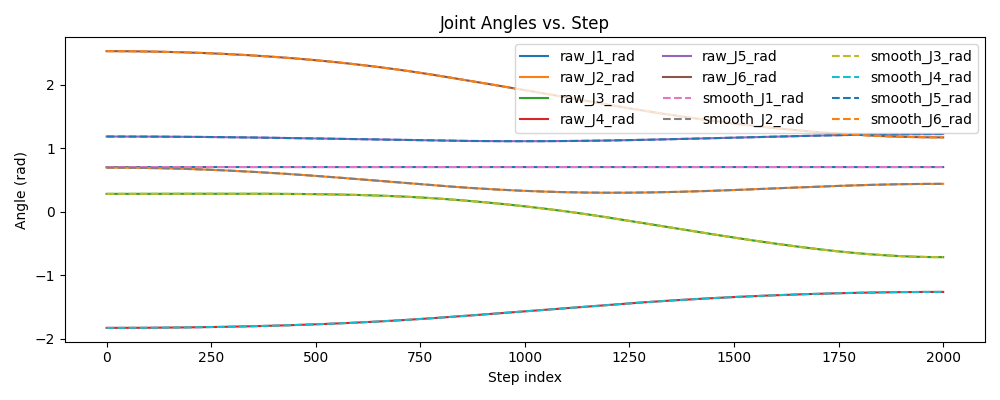 Joint Angles vs. Step
raw_J1_rad
raw_J2_rad
raw_J3_rad
raw_J4_rad
raw_J5_rad
raw_J6_rad
smooth_J1_rad
smooth_J2_rad
smooth_J3_rad
smooth_J4_rad
smooth_J5_rad
smooth_J6_rad
Angle (rad)
2
1
0
−1
−2
0 250 500 750 1000 1250 1500 1750 2000
Step index